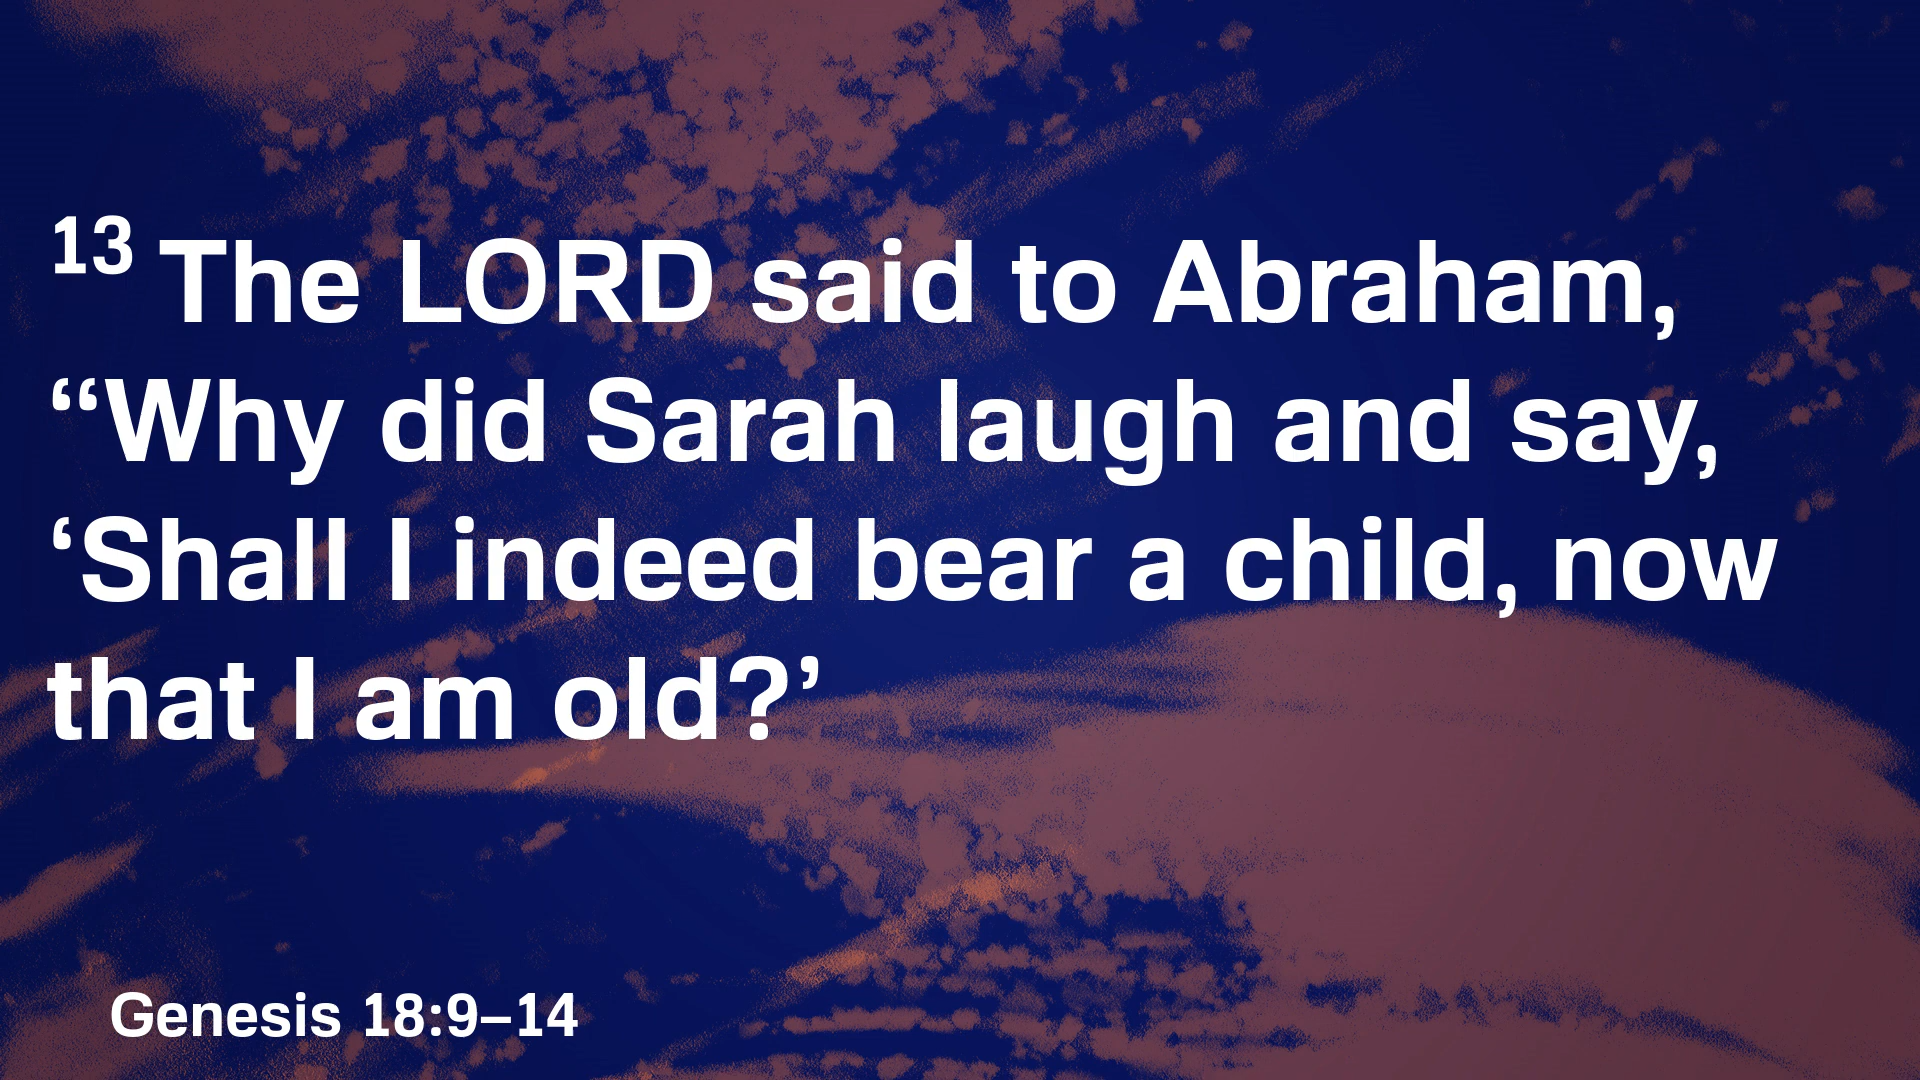 13 The LORD said to Abraham,
“Why did Sarah laugh and say,
‘Shall I indeed bear a child, now
that I am old?’
Genesis 18:9–14